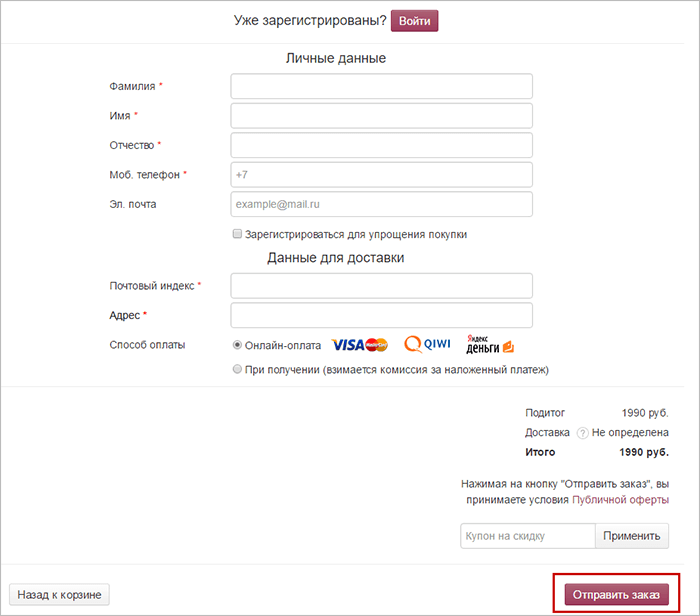 Уже зарегистрированы? Войти
Личные данные
Фамилия *
Имя *
Отчество *
Моб. телефон * +7
Эл. почта example@mail.ru
Зарегистрироваться для упрощения покупки
Данные для доставки
Почтовый индекс *
Адрес *
Способ оплаты Онлайн-оплата VISA MasterCard QIWI Яндекс деньги
При получении (взимается комиссия за наложенный платеж)
Подитог 1990 руб.
Доставка ? Не определена
Итого 1990 руб.
Нажимая на кнопку "Отправить заказ", вы
принимаете условия Публичной оферты
Купон на скидку Применить
Назад к корзине Отправить заказ